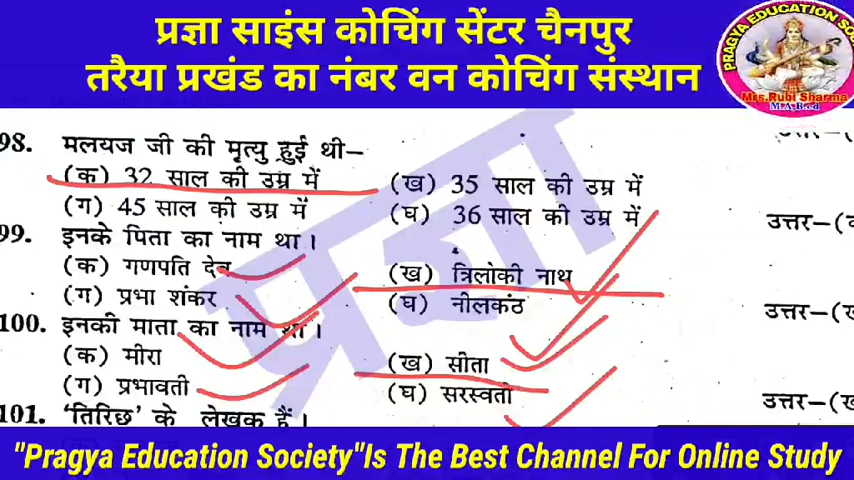 प्रज्ञा साइंस कोचिंग सेंटर चैनपुर
तरैया प्रखंड का नंबर वन कोचिंग संस्थान
PRAGYA EDUCATION SO
Mrs.Rubi Sharma
M.A,B.ed
98. मलयज जी की मृत्यु हुई थी–
(क) 32 साल की उम्र में (ख) 35 साल की उम्र में
(ग) 45 साल की उम्र में (घ) 36 साल की उम्र में उत्तर–(क
99. इनके पिता का नाम था।
(क) गणपति देव (ख) त्रिलोकी नाथ
(ग) प्रभा शंकर (घ) नीलकंठ उत्तर–(ख
100. इनकी माता का नाम था।
(क) मीरा (ख) सीता
(ग) प्रभावती (घ) सरस्वती उत्तर–(ख
101. ‘तिरिछ’ के लेखक हैं।
प्रज्ञा
"Pragya Education Society"Is The Best Channel For Online Study